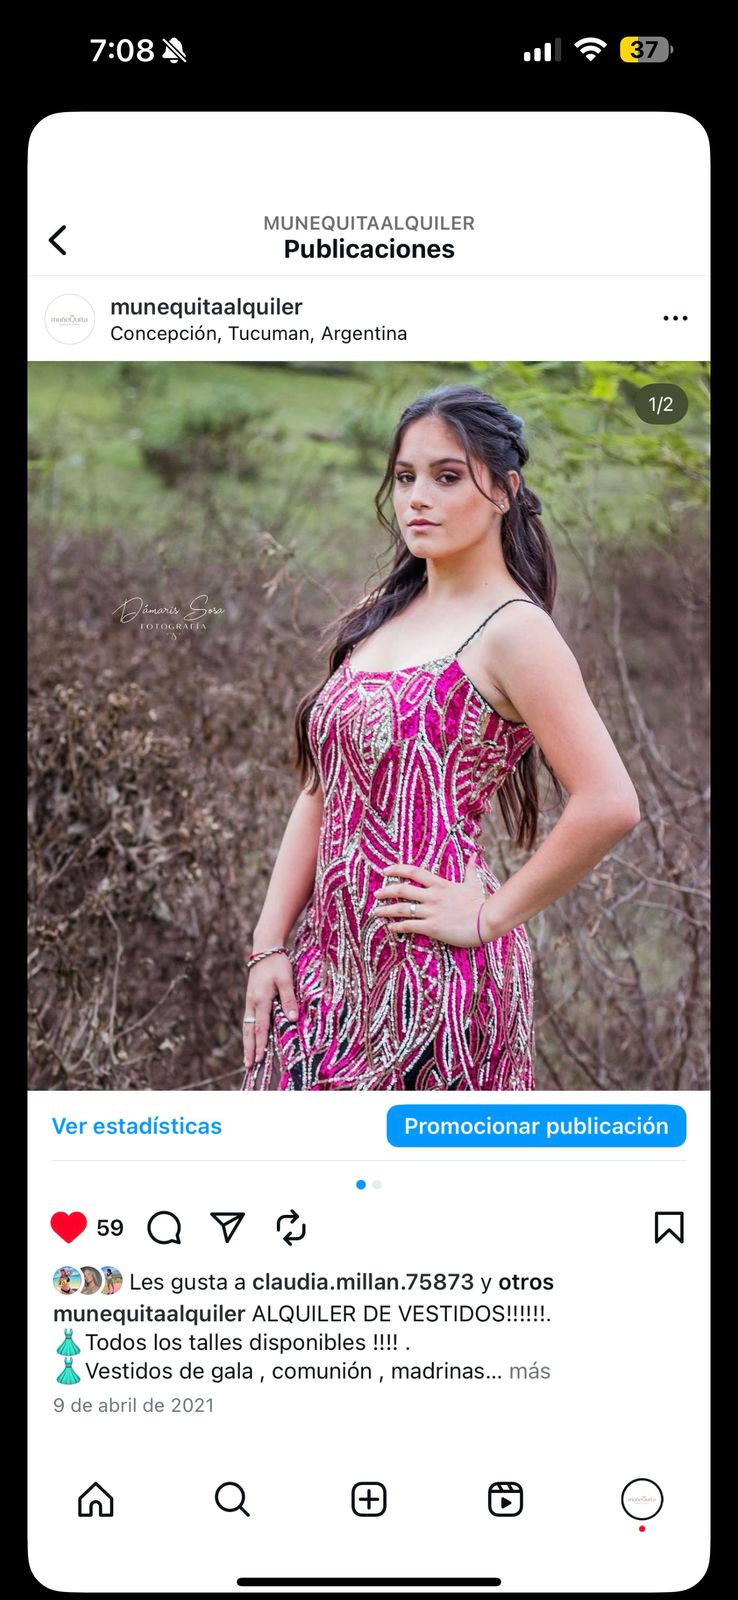 7:08
37
MUNEQUITAALQUILER
Publicaciones
muñeQuita
munequitaalquiler
Concepción, Tucuman, Argentina
1/2
Dámaris Sosa
FOTOGRAFÍA
Ver estadísticas
Promocionar publicación
59
Les gusta a claudia.millan.75873 y otros
munequitaalquiler ALQUILER DE VESTIDOS!!!!!!.
👗Todos los talles disponibles !!!! .
👗Vestidos de gala , comunión , madrinas... más
9 de abril de 2021
muñeQuita